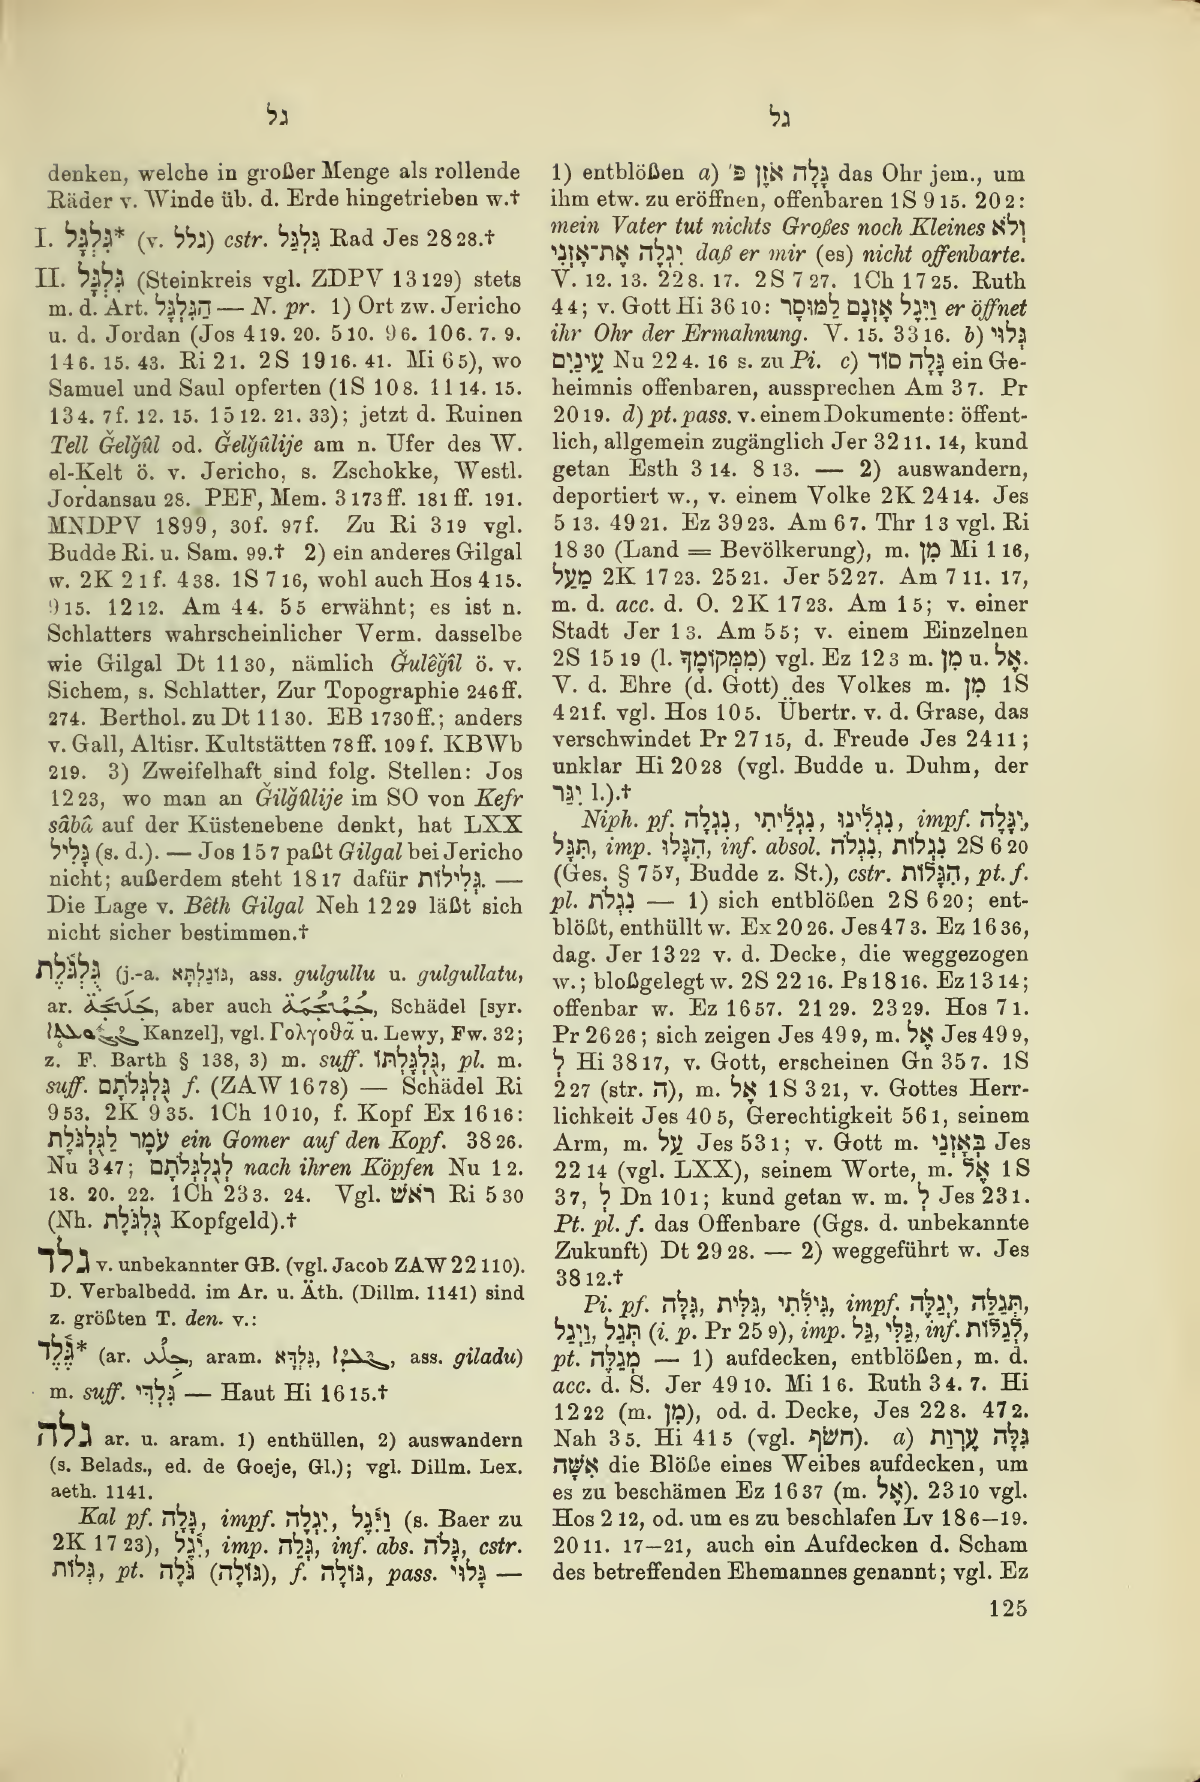 גל
גל
denken, welche in großer Menge als rollende
Räder v. Winde üb. d. Erde hingetrieben w.†
I. גִּלְגָּל* (v. גלל) cstr. גִּלְגַּל Rad Jes 28 28.†
II. גִּלְגָּל (Steinkreis vgl. ZDPV 13 129) stets
m. d. Art. הַגִּלְגָּל — N. pr. 1) Ort zw. Jericho
u. d. Jordan (Jos 4 19. 20. 5 10. 9 6. 10 6. 7. 9.
14 6. 15. 43. Ri 2 1. 2S 19 16. 41. Mi 6 5), wo
Samuel und Saul opferten (1S 10 8. 11 14. 15.
13 4. 7f. 12. 15. 15 12. 21. 33); jetzt d. Ruinen
Tell Ǧelǧûl od. Ǧelǧûlije am n. Ufer des W.
el-Kelt ö. v. Jericho, s. Zschokke, Westl.
Jordansau 28. PEF, Mem. 3 173 ff. 181 ff. 191.
MNDPV 1899, 30f. 97f. Zu Ri 3 19 vgl.
Budde Ri. u. Sam. 99.† 2) ein anderes Gilgal
w. 2K 2 1f. 4 38. 1S 7 16, wohl auch Hos 4 15.
9 15. 12 12. Am 4 4. 5 5 erwähnt; es ist n.
Schlatters wahrscheinlicher Verm. dasselbe
wie Gilgal Dt 11 30, nämlich Ǧulêǧîl ö. v.
Sichem, s. Schlatter, Zur Topographie 246 ff.
274. Berthol. zu Dt 11 30. EB 1730 ff.; anders
v. Gall, Altisr. Kultstätten 78 ff. 109 f. KBWb
219. 3) Zweifelhaft sind folg. Stellen: Jos
12 23, wo man an Ǧilǧûlije im SO von Kefr
sâbâ auf der Küstenebene denkt, hat LXX
גָּלִיל (s. d.). — Jos 15 7 paßt Gilgal bei Jericho
nicht; außerdem steht 18 17 dafür גְּלִילוֹת. —
Die Lage v. Bêth Gilgal Neh 12 29 läßt sich
nicht sicher bestimmen.†
גֻּלְגֹּלֶת (j.-a. גּוּלגַּלְתָּא, ass. gulgullu u. gulgullatu,
ar. aber auch Schädel [syr.
Kanzel], vgl. Γολγοθᾶ u. Lewy, Fw. 32;
z. F. Barth § 138, 3) m. suff. גֻּלְגָּלְתּוֹ, pl. m.
suff. גֻּלְגְּלֹתָם f. (ZAW 16 78) — Schädel Ri
9 53. 2K 9 35. 1Ch 10 10, f. Kopf Ex 16 16:
עֹמֶר לַגֻּלְגֹּלֶת ein Gomer auf den Kopf. 38 26.
Nu 3 47; לְגֻלְגְּלֹתָם nach ihren Köpfen Nu 1 2.
18. 20. 22. 1Ch 23 3. 24. Vgl. רֹאשׁ Ri 5 30
(Nh. גֻּלְגֹּלֶת Kopfgeld).†
גלד v. unbekannter GB. (vgl. Jacob ZAW 22 110).
D. Verbalbedd. im Ar. u. Äth. (Dillm. 1141) sind
z. größten T. den. v.:
גֶּלֶד* (ar. جلد, aram. גִּלְדָּא, ass. giladu)
m. suff. גִּלְדִּי — Haut Hi 16 15.†
גלה ar. u. aram. 1) enthüllen, 2) auswandern
(s. Belads., ed. de Goeje, Gl.); vgl. Dillm. Lex.
aeth. 1141.
Kal pf. גָּלָה, impf. יִגְלֶה, וַיִּגֶל (s. Baer zu
2K 17 23), יִגֶל, imp. גְּלֵה, inf. abs. גָּלֹה, cstr.
גְּלוֹת, pt. גֹּלֶה (גּוֹלֶה), f. גּוֹלָה, pass. גָּלוּי —
1) entblößen a) גָּלָה אֹזֶן פּ׳ das Ohr jem., um
ihm etw. zu eröffnen, offenbaren 1S 9 15. 20 2:
mein Vater tut nichts Großes noch Kleines וְלֹא
יִגְלֶה אֶת־אָזְנִי daß er mir (es) nicht offenbarte.
V. 12. 13. 22 8. 17. 2S 7 27. 1Ch 17 25. Ruth
4 4; v. Gott Hi 36 10: וַיִּגֶל אָזְנָם לַמּוּסָר er öffnet
ihr Ohr der Ermahnung. V. 15. 33 16. b) גְּלוּי
עֵינָיִם Nu 22 4. 16 s. zu Pi. c) גָּלָה סוֹד ein Ge-
heimnis offenbaren, aussprechen Am 3 7. Pr
20 19. d) pt. pass. v. einem Dokumente: öffent-
lich, allgemein zugänglich Jer 32 11. 14, kund
getan Esth 3 14. 8 13. — 2) auswandern,
deportiert w., v. einem Volke 2K 24 14. Jes
5 13. 49 21. Ez 39 23. Am 6 7. Thr 1 3 vgl. Ri
18 30 (Land = Bevölkerung), m. מִן Mi 1 16,
מֵעַל 2K 17 23. 25 21. Jer 52 27. Am 7 11. 17,
m. d. acc. d. O. 2K 17 23. Am 1 5; v. einer
Stadt Jer 1 3. Am 5 5; v. einem Einzelnen
2S 15 19 (l. מִמְּקוֹמֶךָ) vgl. Ez 12 3 m. מִן u. אֶל.
V. d. Ehre (d. Gott) des Volkes m. מִן 1S
4 21f. vgl. Hos 10 5. Übertr. v. d. Grase, das
verschwindet Pr 27 15, d. Freude Jes 24 11;
unklar Hi 20 28 (vgl. Budde u. Duhm, der
יִגַּר l.).†
Niph. pf. נִגְלָה, נִגְלֵיתִי, נִגְלִינוּ, impf. יִגָּלֶה,
תִּגָּל, imp. הִגָּלוּ, inf. absol. נִגְלֹה, נִגְלוֹת 2S 6 20
(Ges. § 75y, Budde z. St.), cstr. הִגָּלוֹת, pt. f.
pl. נִגְלֹת — 1) sich entblößen 2S 6 20; ent-
blößt, enthüllt w. Ex 20 26. Jes 47 3. Ez 16 36,
dag. Jer 13 22 v. d. Decke, die weggezogen
w.; bloßgelegt w. 2S 22 16. Ps 18 16. Ez 13 14;
offenbar w. Ez 16 57. 21 29. 23 29. Hos 7 1.
Pr 26 26; sich zeigen Jes 49 9, m. אֶל Jes 49 9,
לְ Hi 38 17, v. Gott, erscheinen Gn 35 7. 1S
2 27 (str. ה), m. אֶל 1S 3 21, v. Gottes Herr-
lichkeit Jes 40 5, Gerechtigkeit 56 1, seinem
Arm, m. עַל Jes 53 1; v. Gott m. בְּאָזְנֵי Jes
22 14 (vgl. LXX), seinem Worte, m. אֶל 1S
3 7, לְ Dn 10 1; kund getan w. m. לְ Jes 23 1.
Pt. pl. f. das Offenbare (Ggs. d. unbekannte
Zukunft) Dt 29 28. — 2) weggeführt w. Jes
38 12.†
Pi. pf. גִּלָּה, גִּלִּית, גִּילֵּתִי, impf. יְגַלֶּה, תְּגַלֶּה,
תְּגַל, וַיְגַל (i. p. Pr 25 9), imp. גַּל, גַּלִּי, inf. לְגַלּוֹת,
pt. מְגַלֶּה — 1) aufdecken, entblößen, m. d.
acc. d. S. Jer 49 10. Mi 1 6. Ruth 3 4. 7. Hi
12 22 (m. מִן), od. d. Decke, Jes 22 8. 47 2.
Nah 3 5. Hi 41 5 (vgl. חשׂף). a) גִּלָּה עֶרְוַת
אִשָּׁה die Blöße eines Weibes aufdecken, um
es zu beschämen Ez 16 37 (m. אֶל). 23 10 vgl.
Hos 2 12, od. um es zu beschlafen Lv 18 6–19.
20 11. 17–21, auch ein Aufdecken d. Scham
des betreffenden Ehemannes genannt; vgl. Ez
125